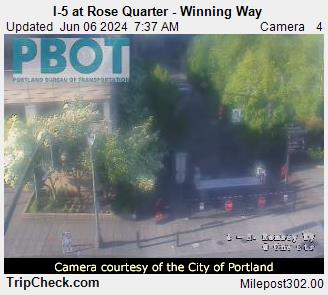 I-5 at Rose Quarter - Winning Way
Updated Jun 06 2024 7:37 AM Camera 4
PBOT
PORTLAND BUREAU OF TRANSPORTATION
Camera courtesy of the City of Portland
TripCheck.com Milepost302.00